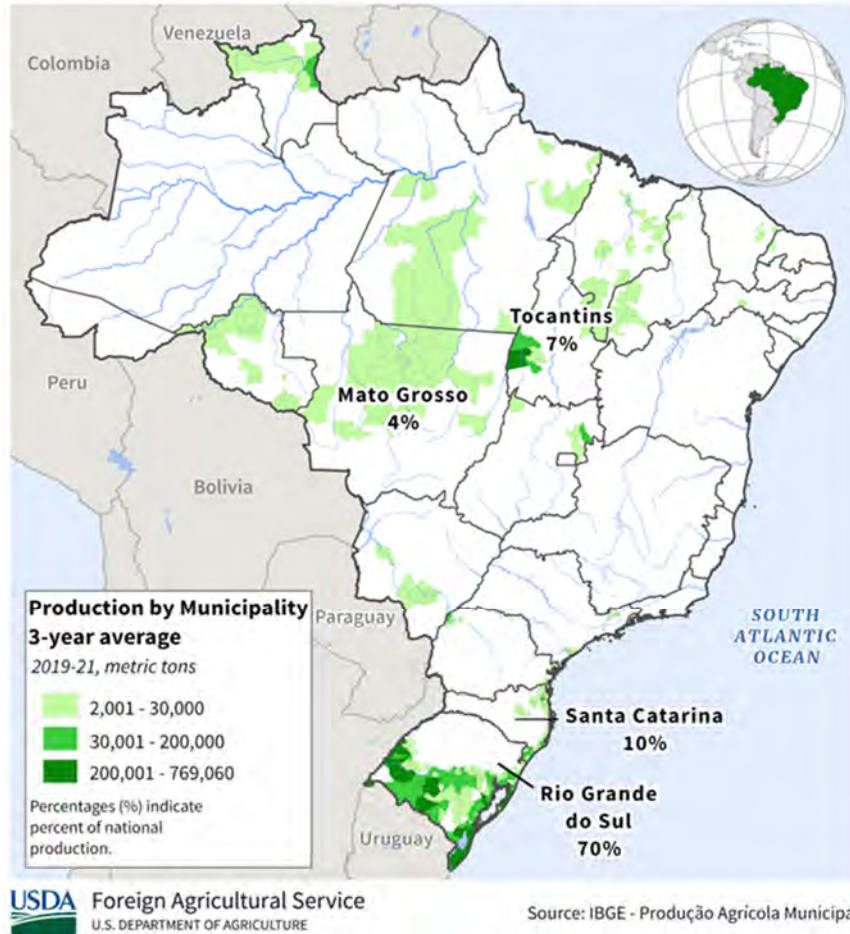 Venezuela
Colombia
Tocantins
7%
Peru
Mato Grosso
4%
Bolivia
Production by Municipality
3-year average
2019-21, metric tons
2,001 - 30,000
30,001 - 200,000
200,001 - 769,060
Percentages (%) indicate
percent of national
production.
Paraguay
SOUTH
ATLANTIC
OCEAN
Santa Catarina
10%
Rio Grande
do Sul
70%
Uruguay
USDA
Foreign Agricultural Service
U.S. DEPARTMENT OF AGRICULTURE
Source: IBGE - Produção Agricola Municipa